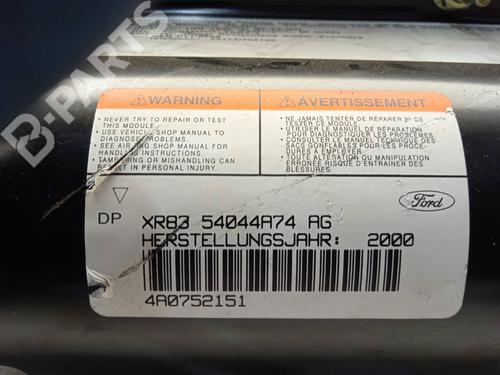 B-PARTS
WARNING
• NEVER TRY TO REPAIR OR TEST
THIS MODULE.
• USE VEHICLE SHOP MANUAL TO
DIAGNOSE PROBLEMS.
• SEE AIR BAG SHOP MANUAL FOR
HANDLING INSTRUCTIONS.
• TAMPERING OR MISHANDLING CAN
RESULT IN PERSONAL INJURY.
AVERTISSEMENT
• NE JAMAIS TENTER DE RÉPARER
TESTER CE MODULE.
• UTILISER LE MANUEL DE RÉPARATION
POUR DIAGNOSTIQUER LES PROBLÈMES.
• CONSULTER LE MANUEL TECHNIQUE DES
SACS GONFLABLES POUR LES PROCÉ-
DURES A EMPLOYER.
• TOUTE ALTÉRATION OU MANIPULATION
ERRONÉE RISQUE D'ENTRAINER DES
BLESSURES.
DP
XR83 54044A74 AG
HERSTELLUNGSJAHR: 2000
4A0752151
Ford